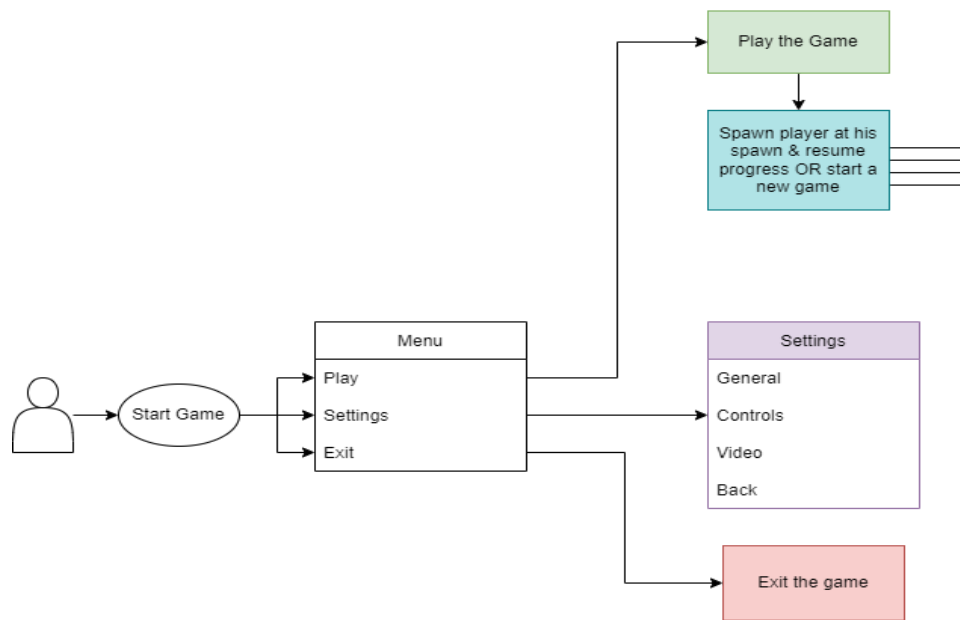 Play the Game
Spawn player at his
spawn & resume
progress OR start a
new game
Start Game
Menu
Play
Settings
Exit
Settings
General
Controls
Video
Back
Exit the game